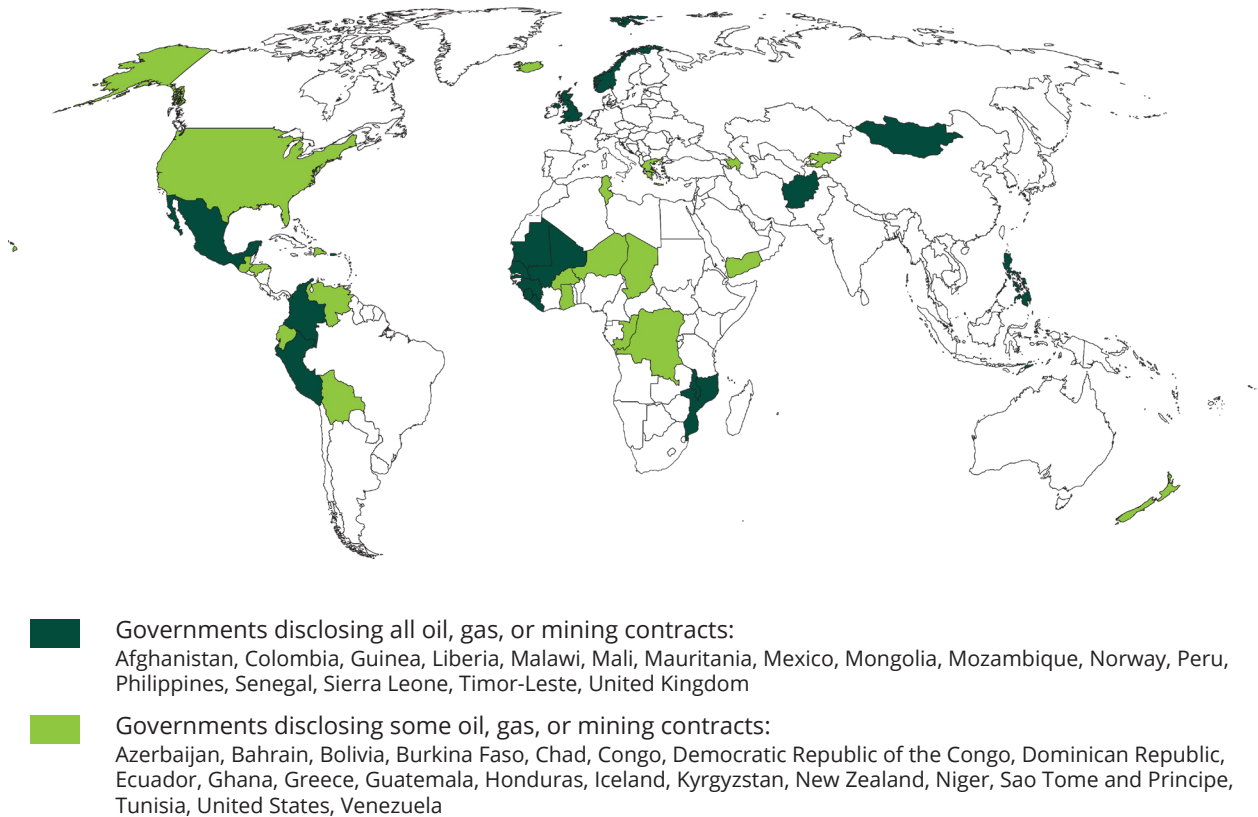 Governments disclosing all oil, gas, or mining contracts:
Afghanistan, Colombia, Guinea, Liberia, Malawi, Mali, Mauritania, Mexico, Mongolia, Mozambique, Norway, Peru,
Philippines, Senegal, Sierra Leone, Timor-Leste, United Kingdom
Governments disclosing some oil, gas, or mining contracts:
Azerbaijan, Bahrain, Bolivia, Burkina Faso, Chad, Congo, Democratic Republic of the Congo, Dominican Republic,
Ecuador, Ghana, Greece, Guatemala, Honduras, Iceland, Kyrgyzstan, New Zealand, Niger, Sao Tome and Principe,
Tunisia, United States, Venezuela